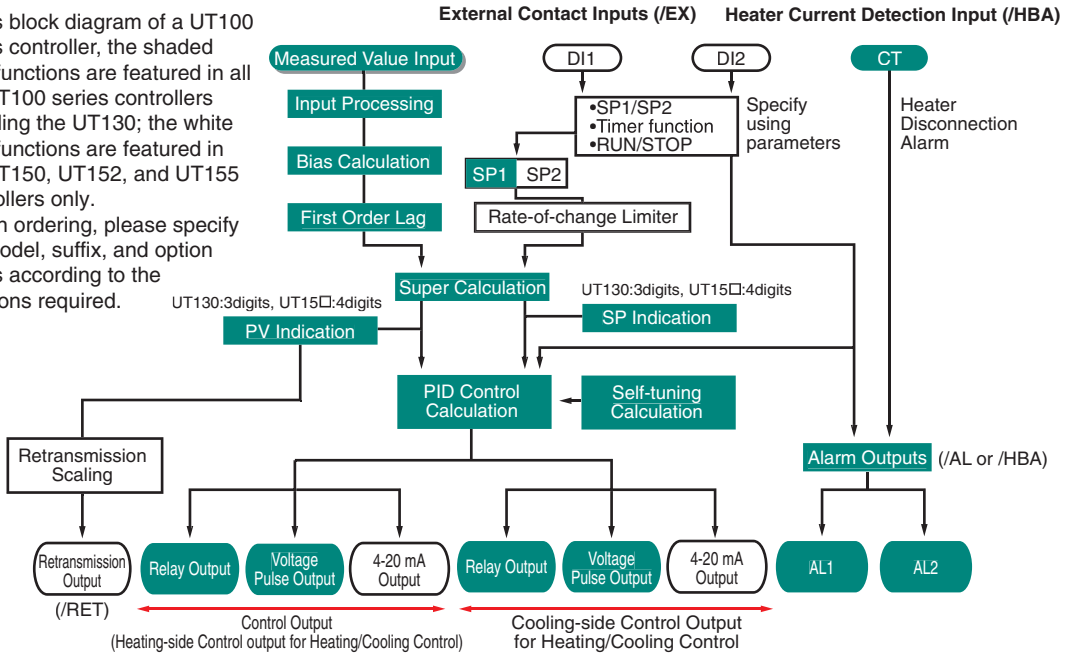 External Contact Inputs (/EX)
Heater Current Detection Input (/HBA)
s block diagram of a UT100
s controller, the shaded
functions are featured in all
T100 series controllers
ling the UT130; the white
functions are featured in
T150, UT152, and UT155
ollers only.
n ordering, please specify
odel, suffix, and option
s according to the
ons required.
Measured Value Input
DI1
DI2
CT
Input Processing
•SP1/SP2
•Timer function
•RUN/STOP
Specify
using
parameters
Heater
Disconnection
Alarm
Bias Calculation
SP1
SP2
First Order Lag
Rate-of-change Limiter
Super Calculation
UT130:3digits, UT15□:4digits
UT130:3digits, UT15□:4digits
PV Indication
SP Indication
PID Control
Calculation
Self-tuning
Calculation
Retransmission
Scaling
Alarm Outputs
(/AL or /HBA)
Retransmission
Output
(/RET)
Relay Output
Voltage
Pulse Output
4-20 mA
Output
Relay Output
Voltage
Pulse Output
4-20 mA
Output
AL1
AL2
Control Output
(Heating-side Control output for Heating/Cooling Control)
Cooling-side Control Output
for Heating/Cooling Control